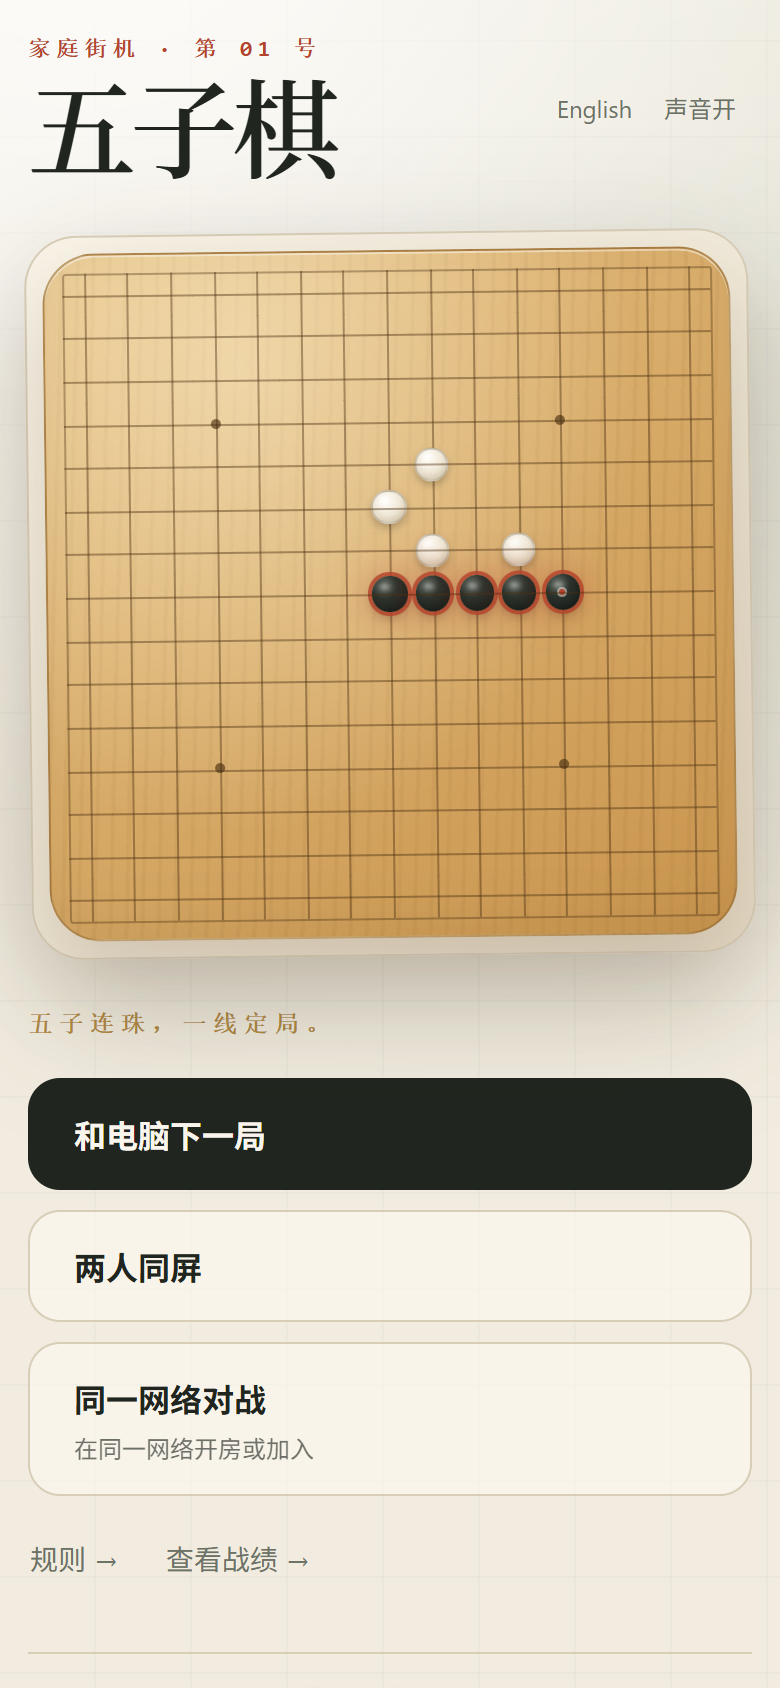 家庭街机 · 第 01 号
五子棋
English 声音开
五子连珠，一线定局。
和电脑下一局
两人同屏
同一网络对战
在同一网络开房或加入
规则 → 查看战绩 →